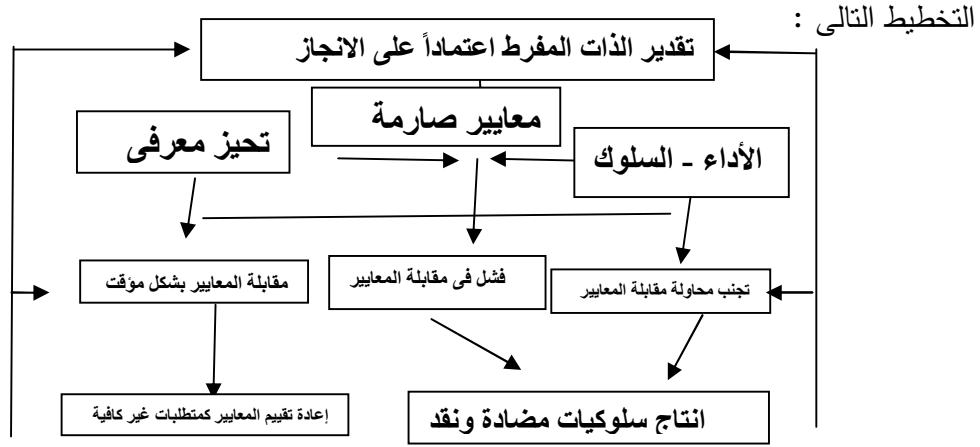 التخطيط التالى :
تقدير الذات المفرط اعتماداً على الانجاز
معايير صارمة
تحيز معرفى
الأداء - السلوك
مقابلة المعايير بشكل مؤقت
فشل فى مقابلة المعايير
تجنب محاولة مقابلة المعايير
إعادة تقييم المعايير كمتطلبات غير كافية
انتاج سلوكيات مضادة ونقد